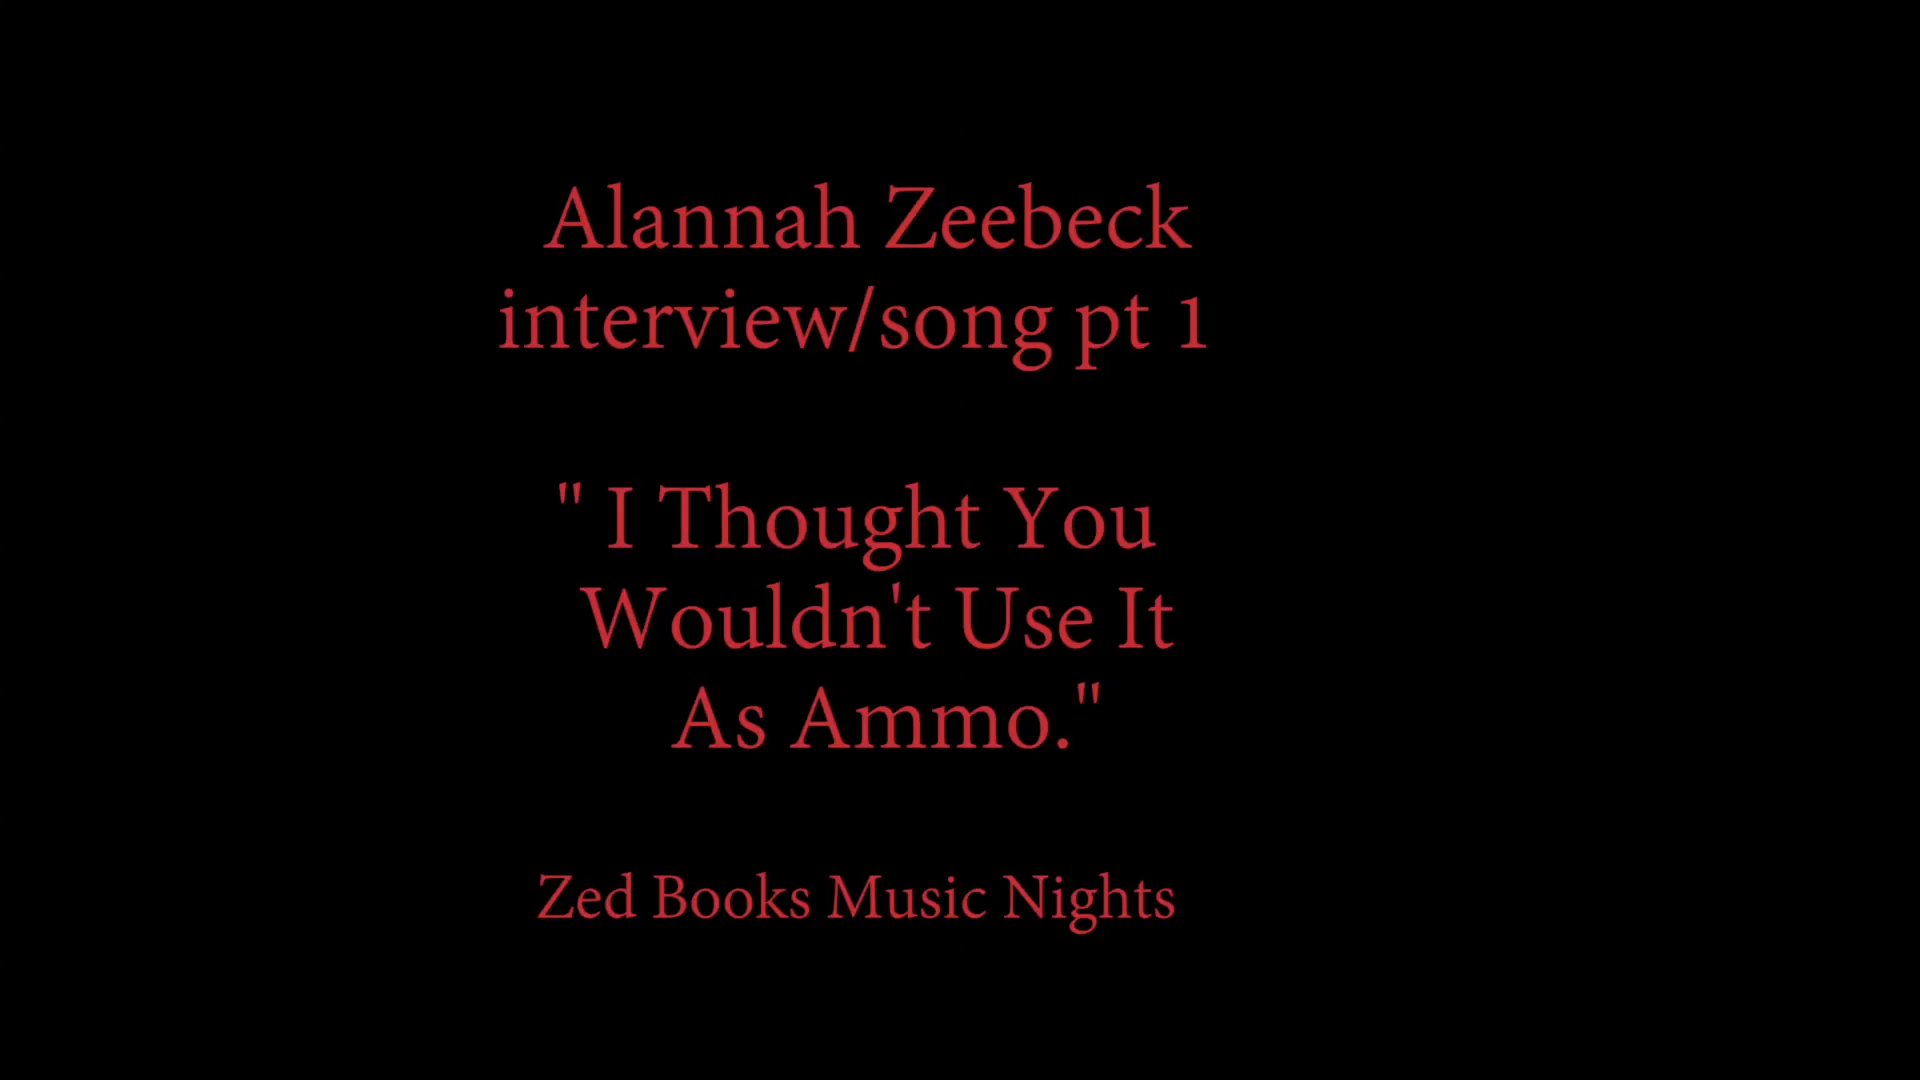 Alannah Zeebeck
interview/song pt 1
" I Thought You
Wouldn't Use It
As Ammo."
Zed Books Music Nights